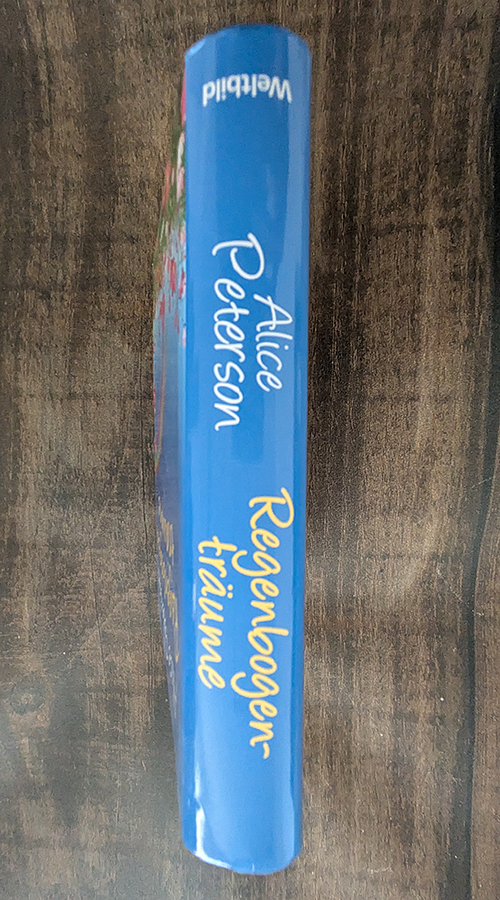 Weltbild
Alice
Peterson
Regenbogen-
träume